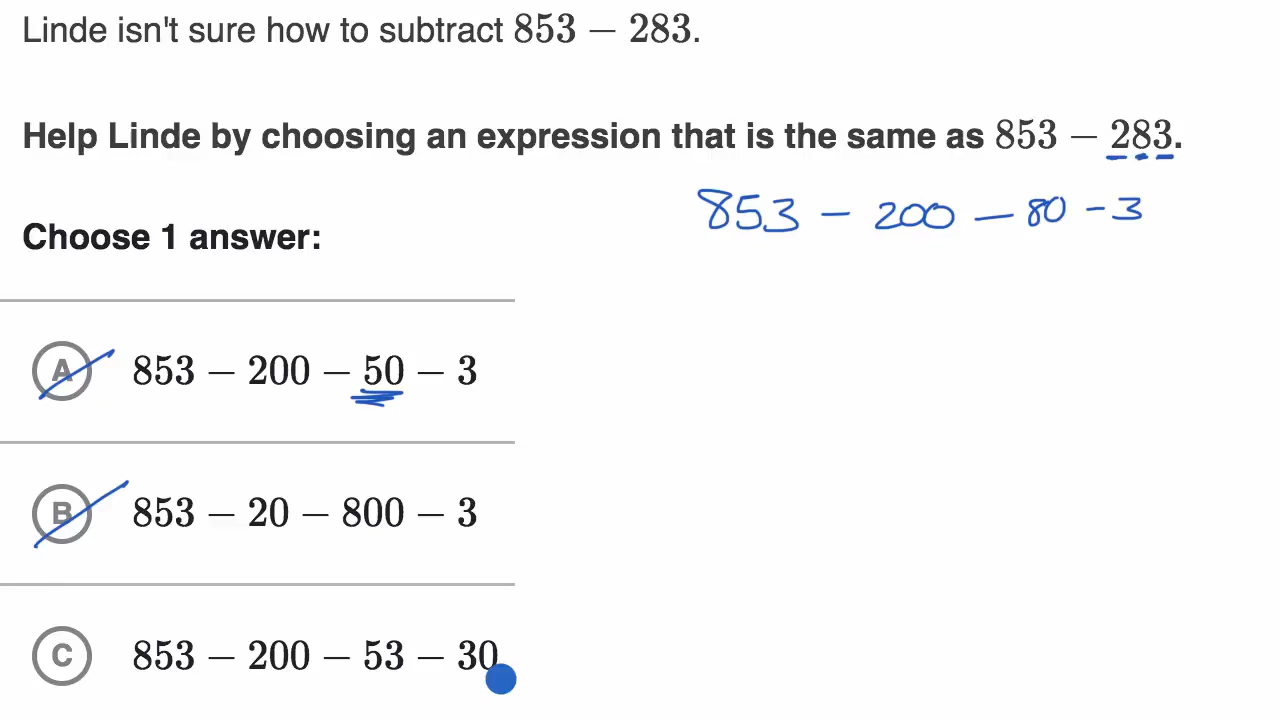 Linde isn't sure how to subtract 853 − 283.
Help Linde by choosing an expression that is the same as 853 − 283.
853 − 200 − 80 − 3
Choose 1 answer:
A 853 − 200 − 50 − 3
B 853 − 20 − 800 − 3
C 853 − 200 − 53 − 30